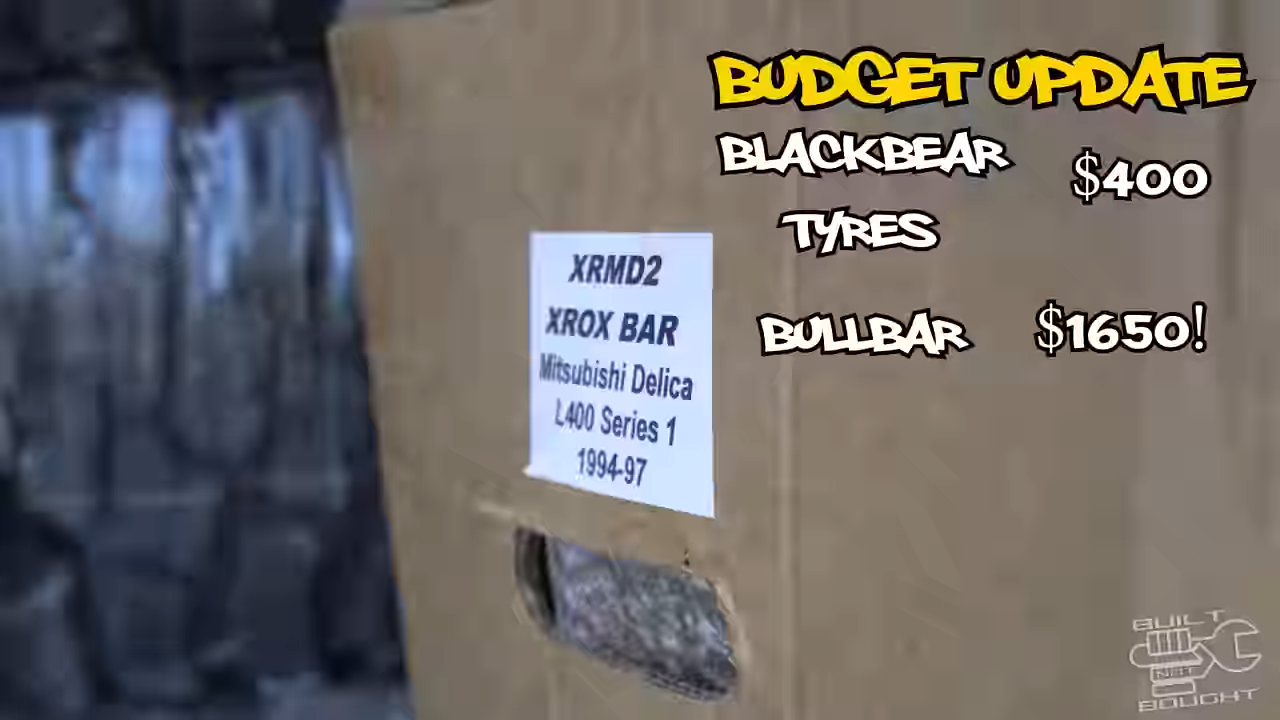 BUDGET UPDATE
BLACKBEAR
TYRES
$400
BULLBAR
$1650!
XRMD2
XROX BAR
Mitsubishi Delica
L400 Series 1
1994-97
BUILT
NOT
BOUGHT